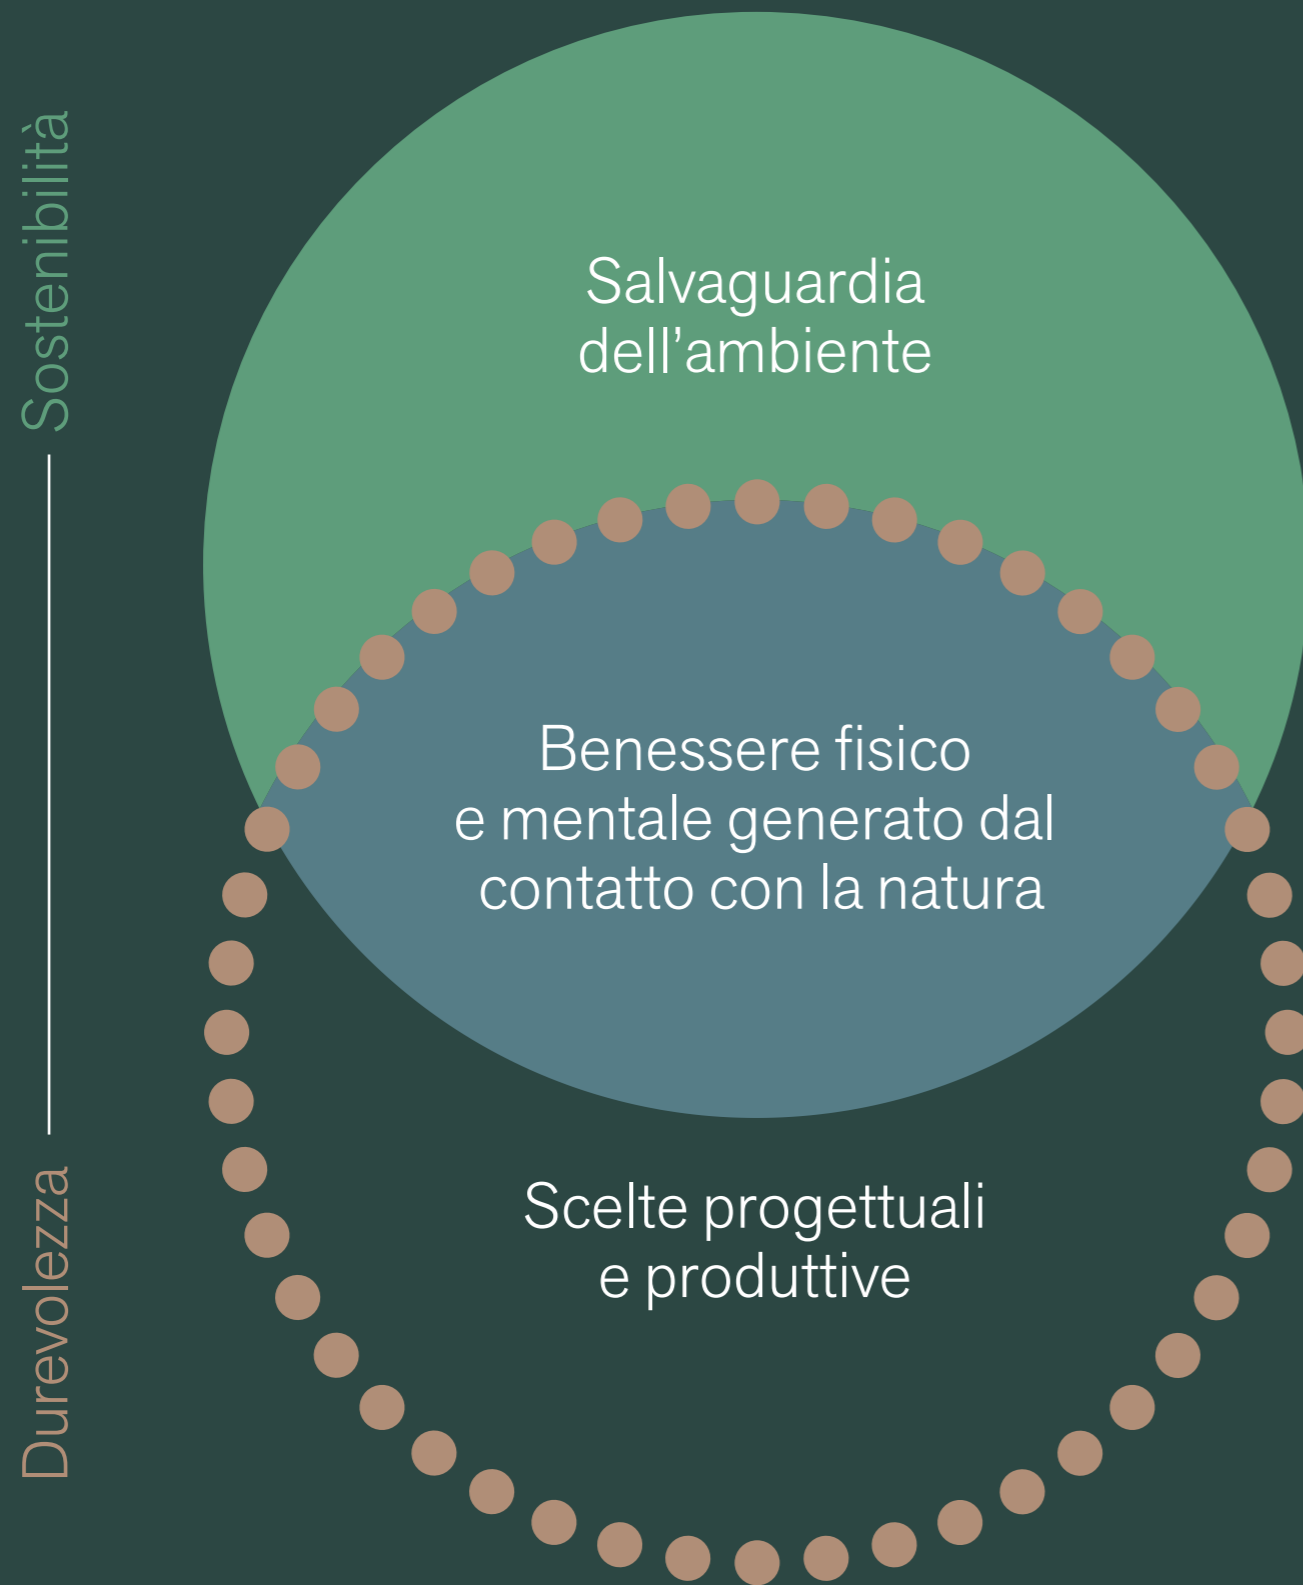 Sostenibilità
Durevolezza
Salvaguardia
dell’ambiente
Benessere fisico
e mentale generato dal
contatto con la natura
Scelte progettuali
e produttive